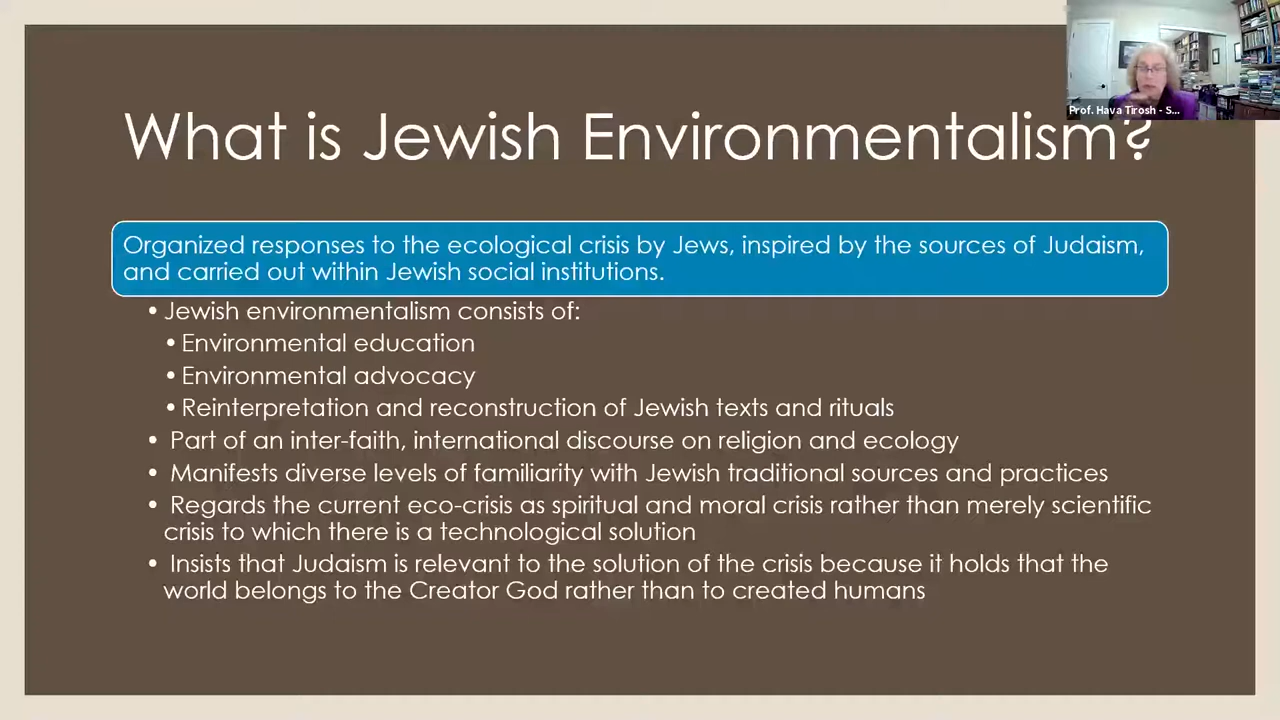 Prof. Hava Tirosh - S...
What is Jewish Environmentalism?
Organized responses to the ecological crisis by Jews, inspired by the sources of Judaism,
and carried out within Jewish social institutions.
• Jewish environmentalism consists of:
• Environmental education
• Environmental advocacy
• Reinterpretation and reconstruction of Jewish texts and rituals
• Part of an inter-faith, international discourse on religion and ecology
• Manifests diverse levels of familiarity with Jewish traditional sources and practices
• Regards the current eco-crisis as spiritual and moral crisis rather than merely scientific
crisis to which there is a technological solution
• Insists that Judaism is relevant to the solution of the crisis because it holds that the
world belongs to the Creator God rather than to created humans